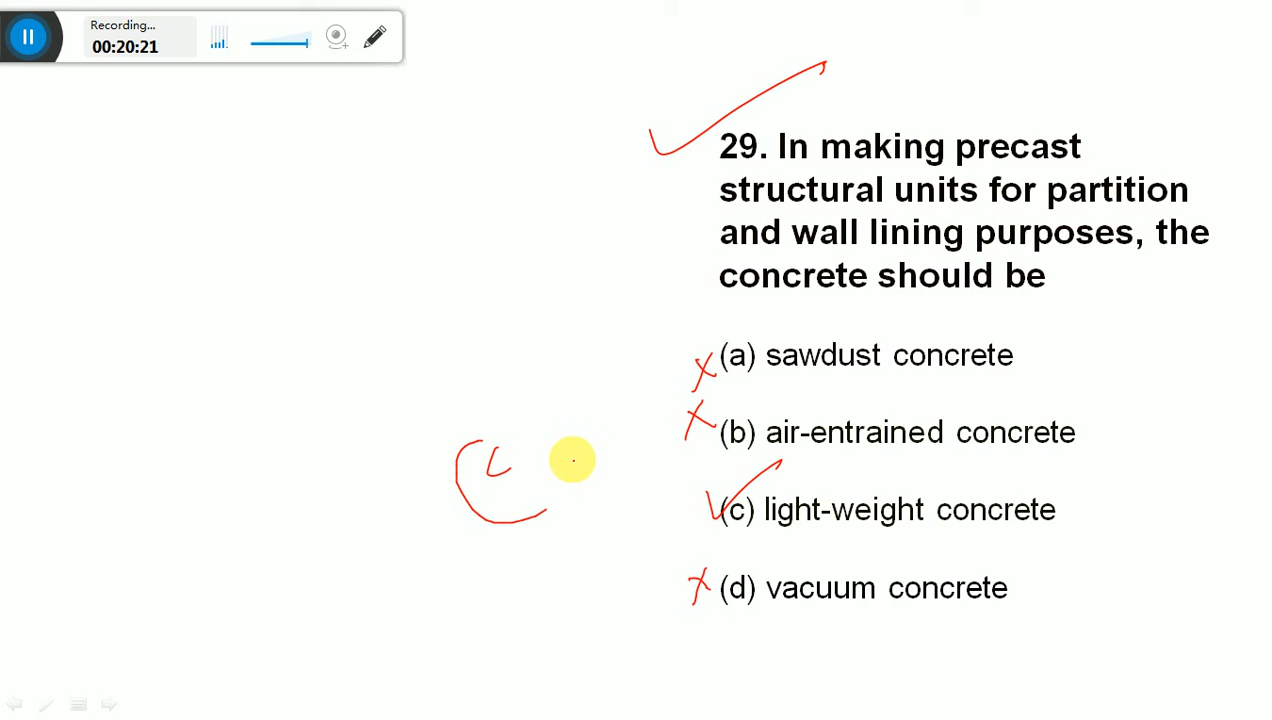 Recording...
00:20:21
29. In making precast
structural units for partition
and wall lining purposes, the
concrete should be
(a) sawdust concrete
(b) air-entrained concrete
(c) light-weight concrete
(d) vacuum concrete